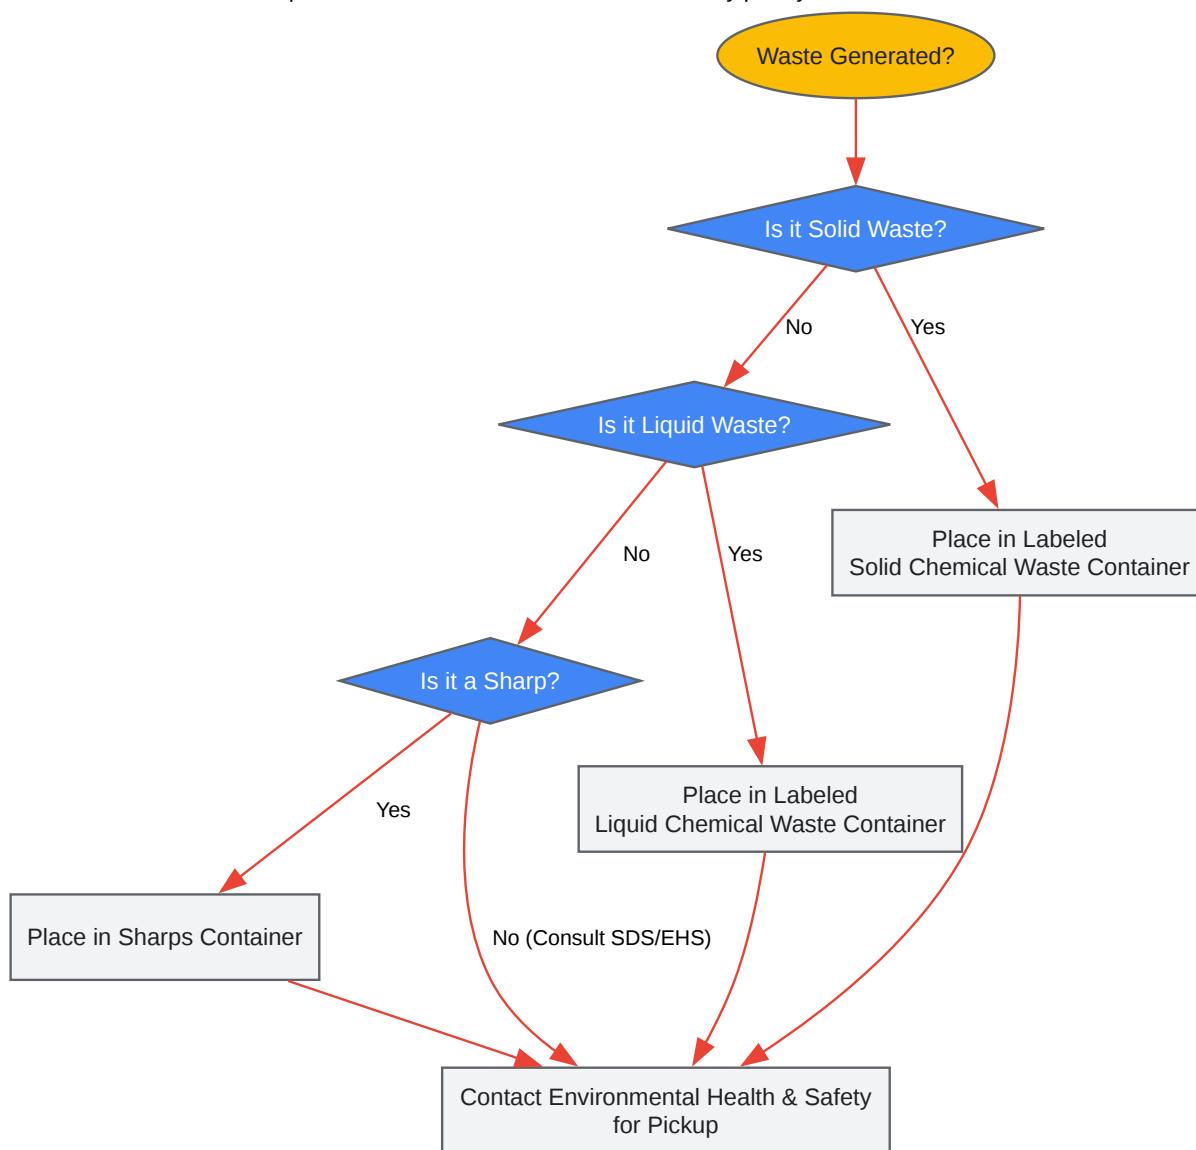 Waste Generated?
Is it Solid Waste?
No
Yes
Is it Liquid Waste?
No
Yes
Place in Labeled
Solid Chemical Waste Container
Is it a Sharp?
Yes
Place in Labeled
Liquid Chemical Waste Container
Place in Sharps Container
No (Consult SDS/EHS)
Contact Environmental Health & Safety
for Pickup